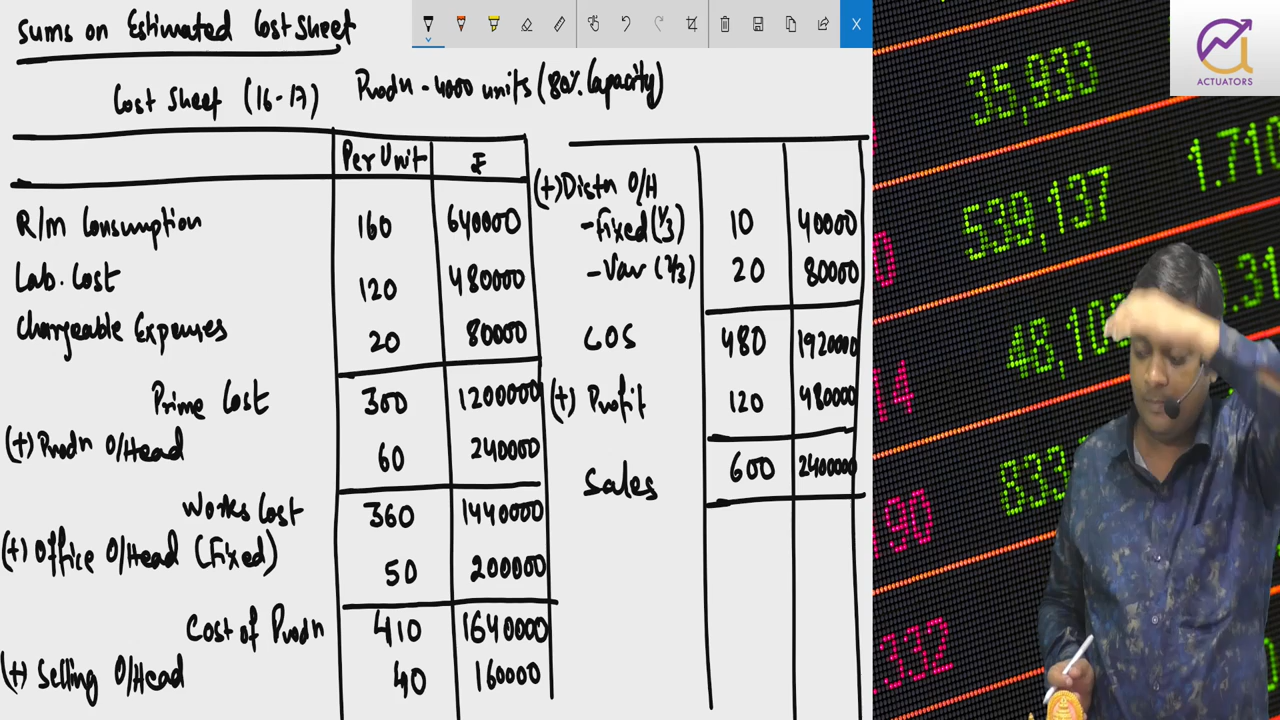 Sums on Estimated Cost Sheet
Cost Sheet (16-17)
Prodn - 4000 units (80% Capacity)
Per Unit ₹
R/M Consumption 160 640000
Lab. Cost 120 480000
Chargeable Expenses 20 80000
Prime Cost 300 1200000
(+) Prodn O/Head 60 240000
Works Cost 360 1440000
(+) Office O/Head (Fixed) 50 200000
Cost of Prodn 410 1640000
(+) Selling O/Head 40 160000
(+) Distn O/H
- Fixed (1/3) 10 40000
- Var (2/3) 20 80000
COS 480 1920000
(+) Profit 120 480000
Sales 600 2400000
ACTUATORS
35,933
1.710
539,137
0
14
190
332